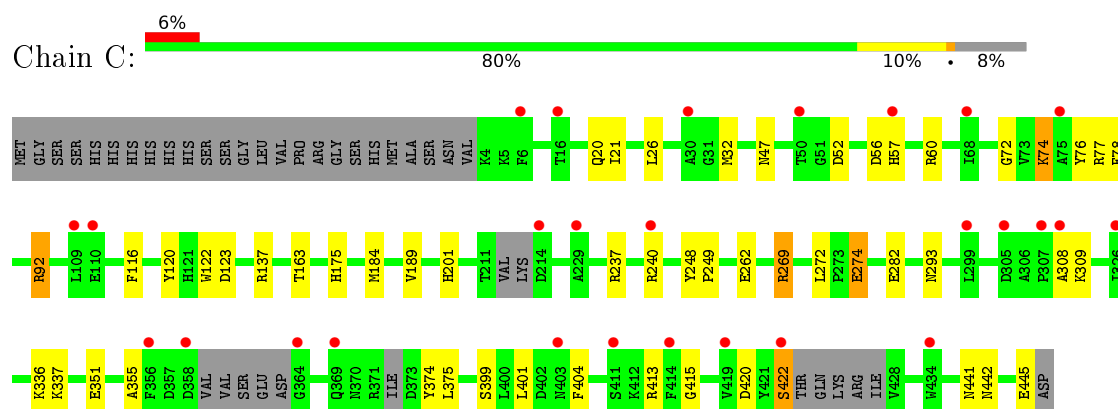 6%
Chain C:
80% 10% • 8%
MET GLY SER SER HIS HIS HIS HIS HIS HIS SER SER GLY LEU VAL PRO ARG GLY SER HIS MET ALA SER ASN VAL K4 K5 F6 T16 Q20 I21 L26 A30 G31 M32 N47 T50 G51 D52 D56 H57 R60 I68 G72 V73 K74 A75 Y76 R77
R92 L109 E110 F116 Y120 H121 W122 D123 R137 T163 H175 M184 V189 H201 T211 VAL LYS D214 A229 R237 R240 Y248 P249 E262 R269 L272 P273 E274 E282 N293 L299 D305 A306 P307 A308 K309 I326
K336 K337 E351 A355 F356 D357 D358 VAL VAL SER GLU ASP G364 Q369 N370 R371 ILE D373 Y374 L375 S399 L400 L401 D402 N403 F404 S411 K412 R413 F414 G415 V419 D420 Y421 S422 THR GLN LYS ARG ILE V428 W434 N441 N442 E445 ASP